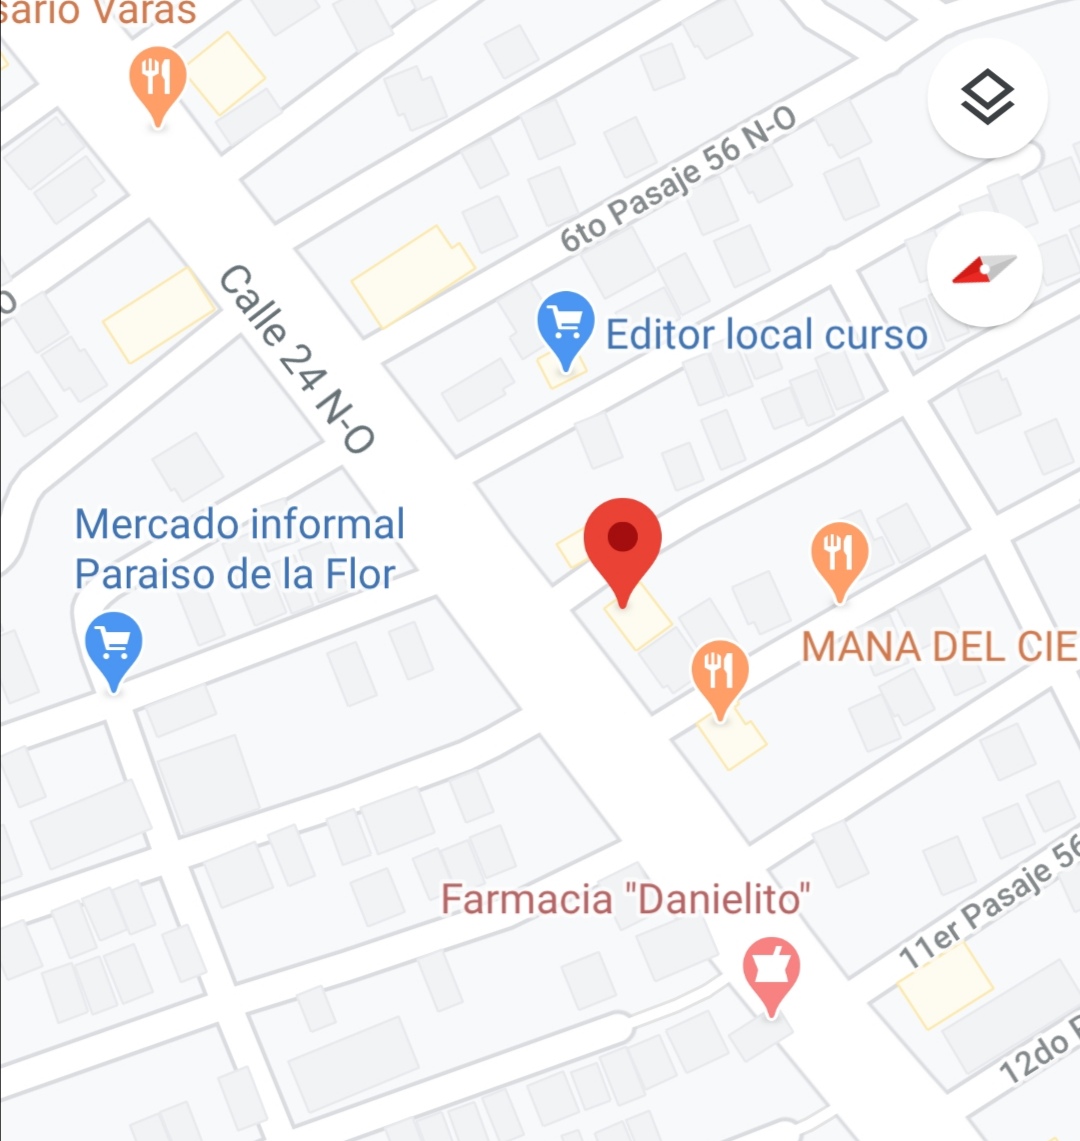 sario Varas
6to Pasaje 56 N-O
Calle 24 N-O
Editor local curso
Mercado informal
Paraiso de la Flor
MANA DEL CIE
Farmacia "Danielito"
11er Pasaje 56
12do